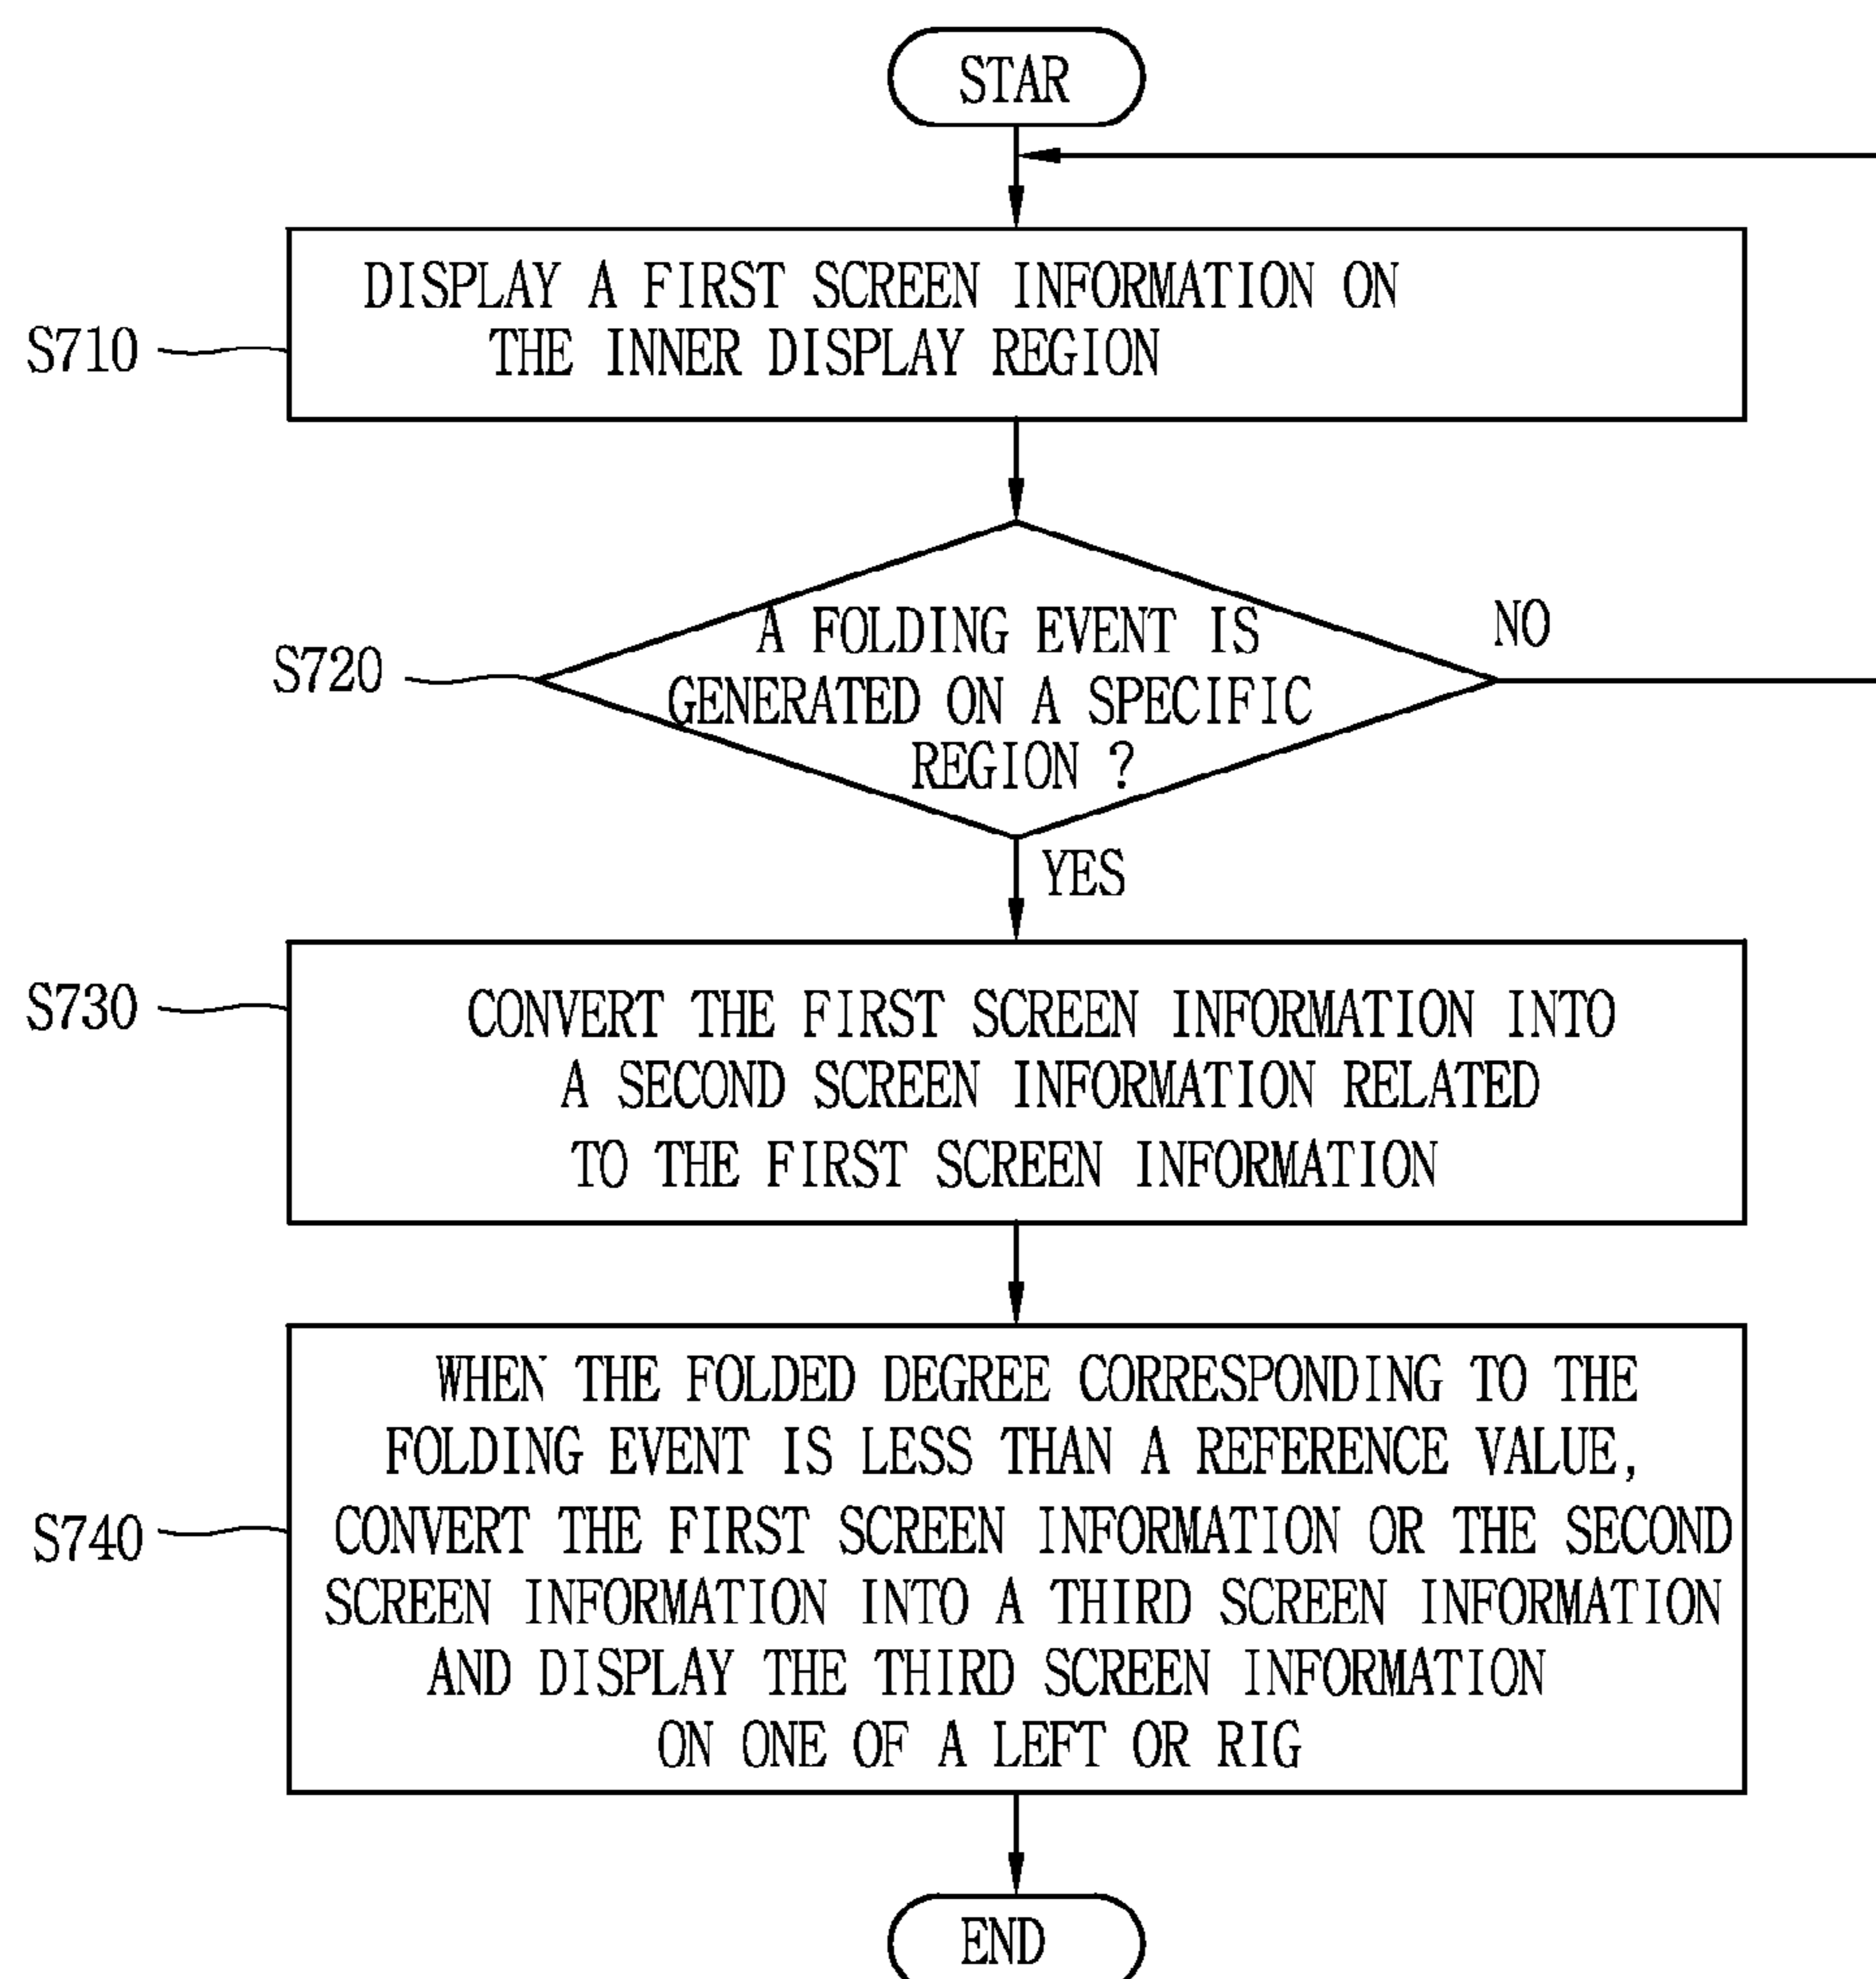 STAR
DISPLAY A FIRST SCREEN INFORMATION ON
THE INNER DISPLAY REGION
S710
A FOLDING EVENT IS
GENERATED ON A SPECIFIC
REGION ?
NO
S720
YES
CONVERT THE FIRST SCREEN INFORMATION INTO
A SECOND SCREEN INFORMATION RELATED
TO THE FIRST SCREEN INFORMATION
S730
WHEN THE FOLDED DEGREE CORRESPONDING TO THE
FOLDING EVENT IS LESS THAN A REFERENCE VALUE,
CONVERT THE FIRST SCREEN INFORMATION OR THE SECOND
SCREEN INFORMATION INTO A THIRD SCREEN INFORMATION
AND DISPLAY THE THIRD SCREEN INFORMATION
ON ONE OF A LEFT OR RIG
S740
END